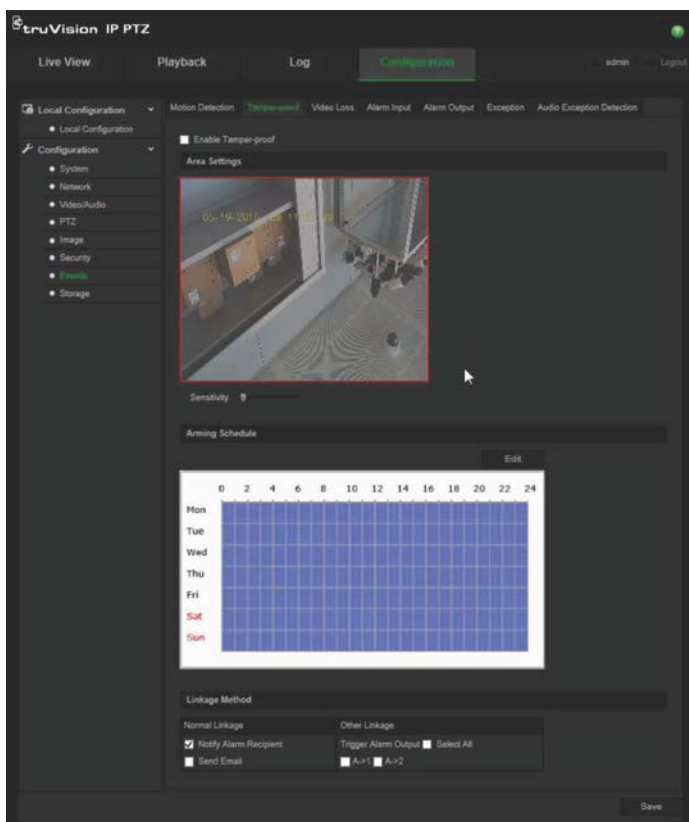 truVision IP PTZ
Live View Playback Log Configuration admin Logout
Local Configuration
Local Configuration
Configuration
System
Network
Video/Audio
PTZ
Image
Security
Events
Storage
Motion Detection Tamper-proof Video Loss Alarm Input Alarm Output Exception Audio Exception Detection
Enable Tamper-proof
Area Settings
Sensitivity
Arming Schedule
Edit
0 2 4 6 8 10 12 14 16 18 20 22 24
Mon
Tue
Wed
Thu
Fri
Sat
Sun
Linkage Method
Normal Linkage Other Linkage
Notify Alarm Recipient Trigger Alarm Output Select All
Send Email A->1 A->2
Save